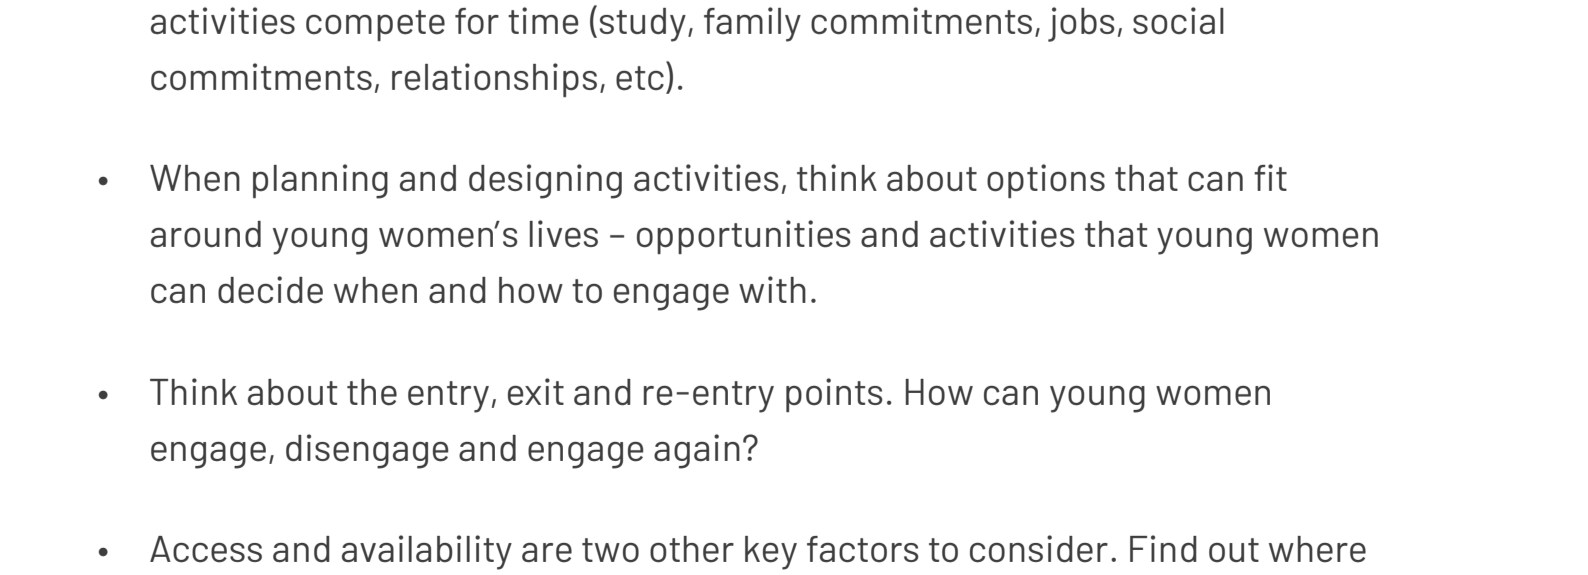 activities compete for time (study, family commitments, jobs, social
commitments, relationships, etc).
• When planning and designing activities, think about options that can fit
around young women’s lives – opportunities and activities that young women
can decide when and how to engage with.
• Think about the entry, exit and re-entry points. How can young women
engage, disengage and engage again?
• Access and availability are two other key factors to consider. Find out where